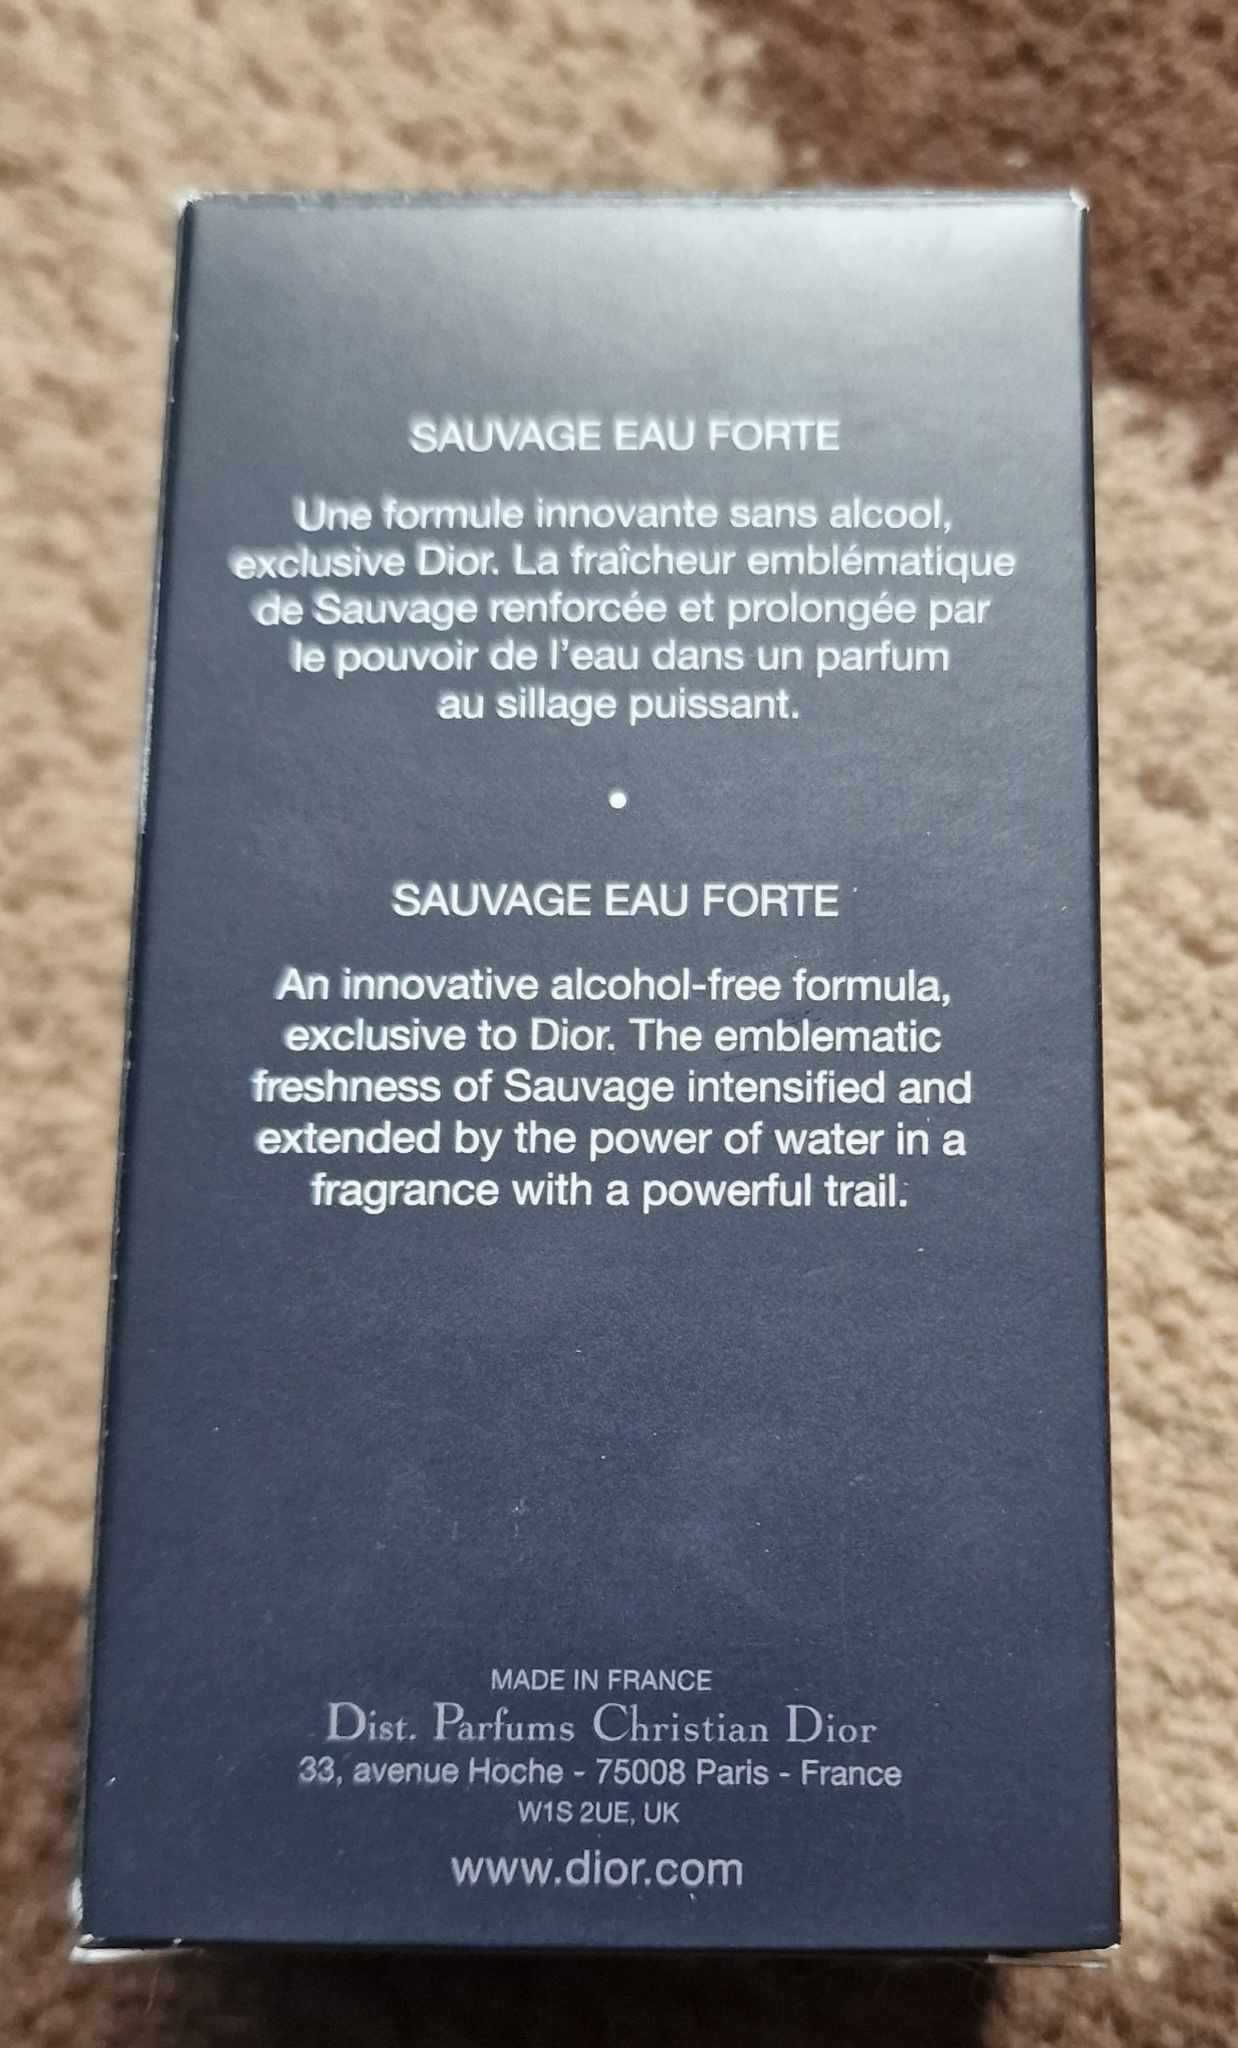 SAUVAGE EAU FORTE
Une formule innovante sans alcool,
exclusive Dior. La fraîcheur emblématique
de Sauvage renforcée et prolongée par
le pouvoir de l'eau dans un parfum
au sillage puissant.
SAUVAGE EAU FORTE
An innovative alcohol-free formula,
exclusive to Dior. The emblematic
freshness of Sauvage intensified and
extended by the power of water in a
fragrance with a powerful trail.
MADE IN FRANCE
Dist. Parfums Christian Dior
33, avenue Hoche - 75008 Paris - France
W1S 2UE, UK
www.dior.com